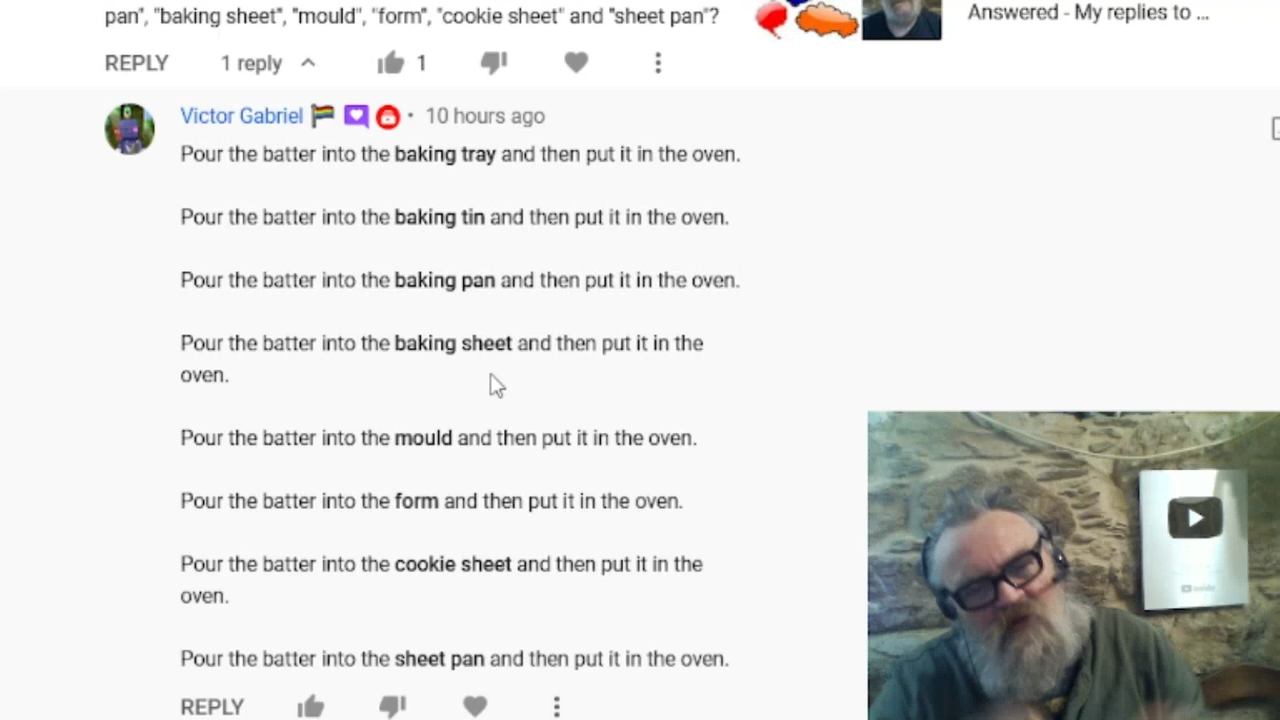 pan", "baking sheet", "mould", "form", "cookie sheet" and "sheet pan"?
Answered - My replies to ...
REPLY 1 reply 1
Victor Gabriel · 10 hours ago
Pour the batter into the baking tray and then put it in the oven.
Pour the batter into the baking tin and then put it in the oven.
Pour the batter into the baking pan and then put it in the oven.
Pour the batter into the baking sheet and then put it in the
oven.
Pour the batter into the mould and then put it in the oven.
Pour the batter into the form and then put it in the oven.
Pour the batter into the cookie sheet and then put it in the
oven.
Pour the batter into the sheet pan and then put it in the oven.
REPLY